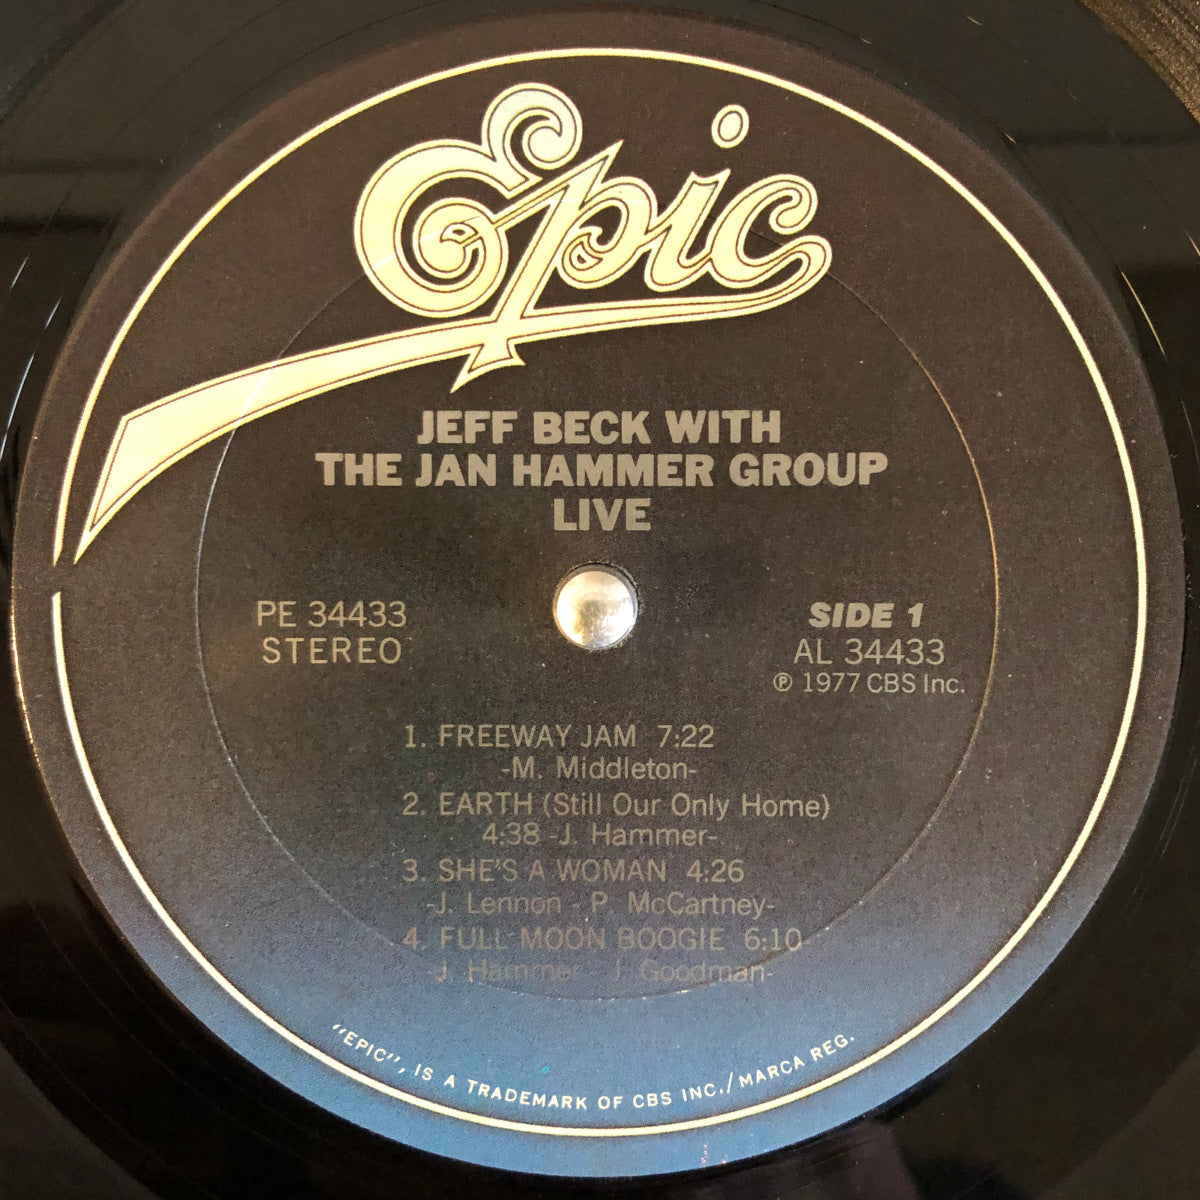 Epic
JEFF BECK WITH
THE JAN HAMMER GROUP
LIVE
PE 34433
STEREO
SIDE 1
AL 34433
℗ 1977 CBS Inc.
1. FREEWAY JAM 7:22
-M. Middleton-
2. EARTH (Still Our Only Home)
4:38 -J. Hammer-
3. SHE'S A WOMAN 4:26
-J. Lennon - P. McCartney-
4. FULL MOON BOOGIE 6:10
-J. Hammer - J. Goodman-
"EPIC", IS A TRADEMARK OF CBS INC./MARCA REG.